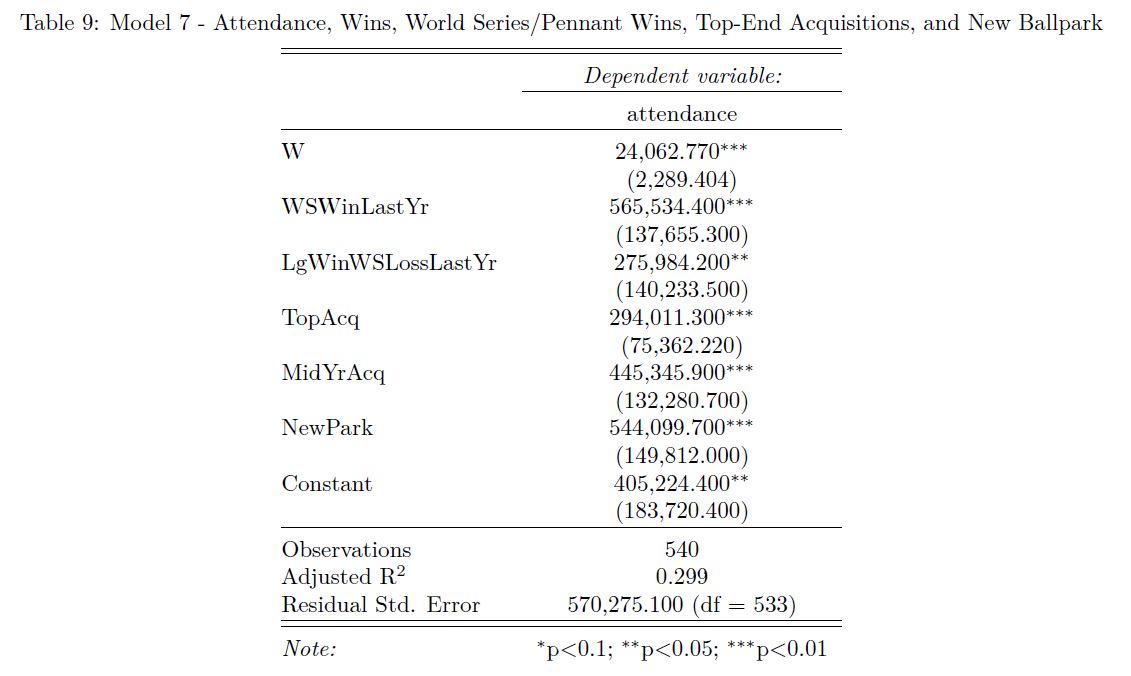 Table 9: Model 7 - Attendance, Wins, World Series/Pennant Wins, Top-End Acquisitions, and New Ballpark
Dependent variable:
attendance
W 24,062.770***
(2,289.404)
WSWinLastYr 565,534.400***
(137,655.300)
LgWinWSLossLastYr 275,984.200**
(140,233.500)
TopAcq 294,011.300***
(75,362.220)
MidYrAcq 445,345.900***
(132,280.700)
NewPark 544,099.700***
(149,812.000)
Constant 405,224.400**
(183,720.400)
Observations 540
Adjusted R² 0.299
Residual Std. Error 570,275.100 (df = 533)
Note: *p<0.1; **p<0.05; ***p<0.01